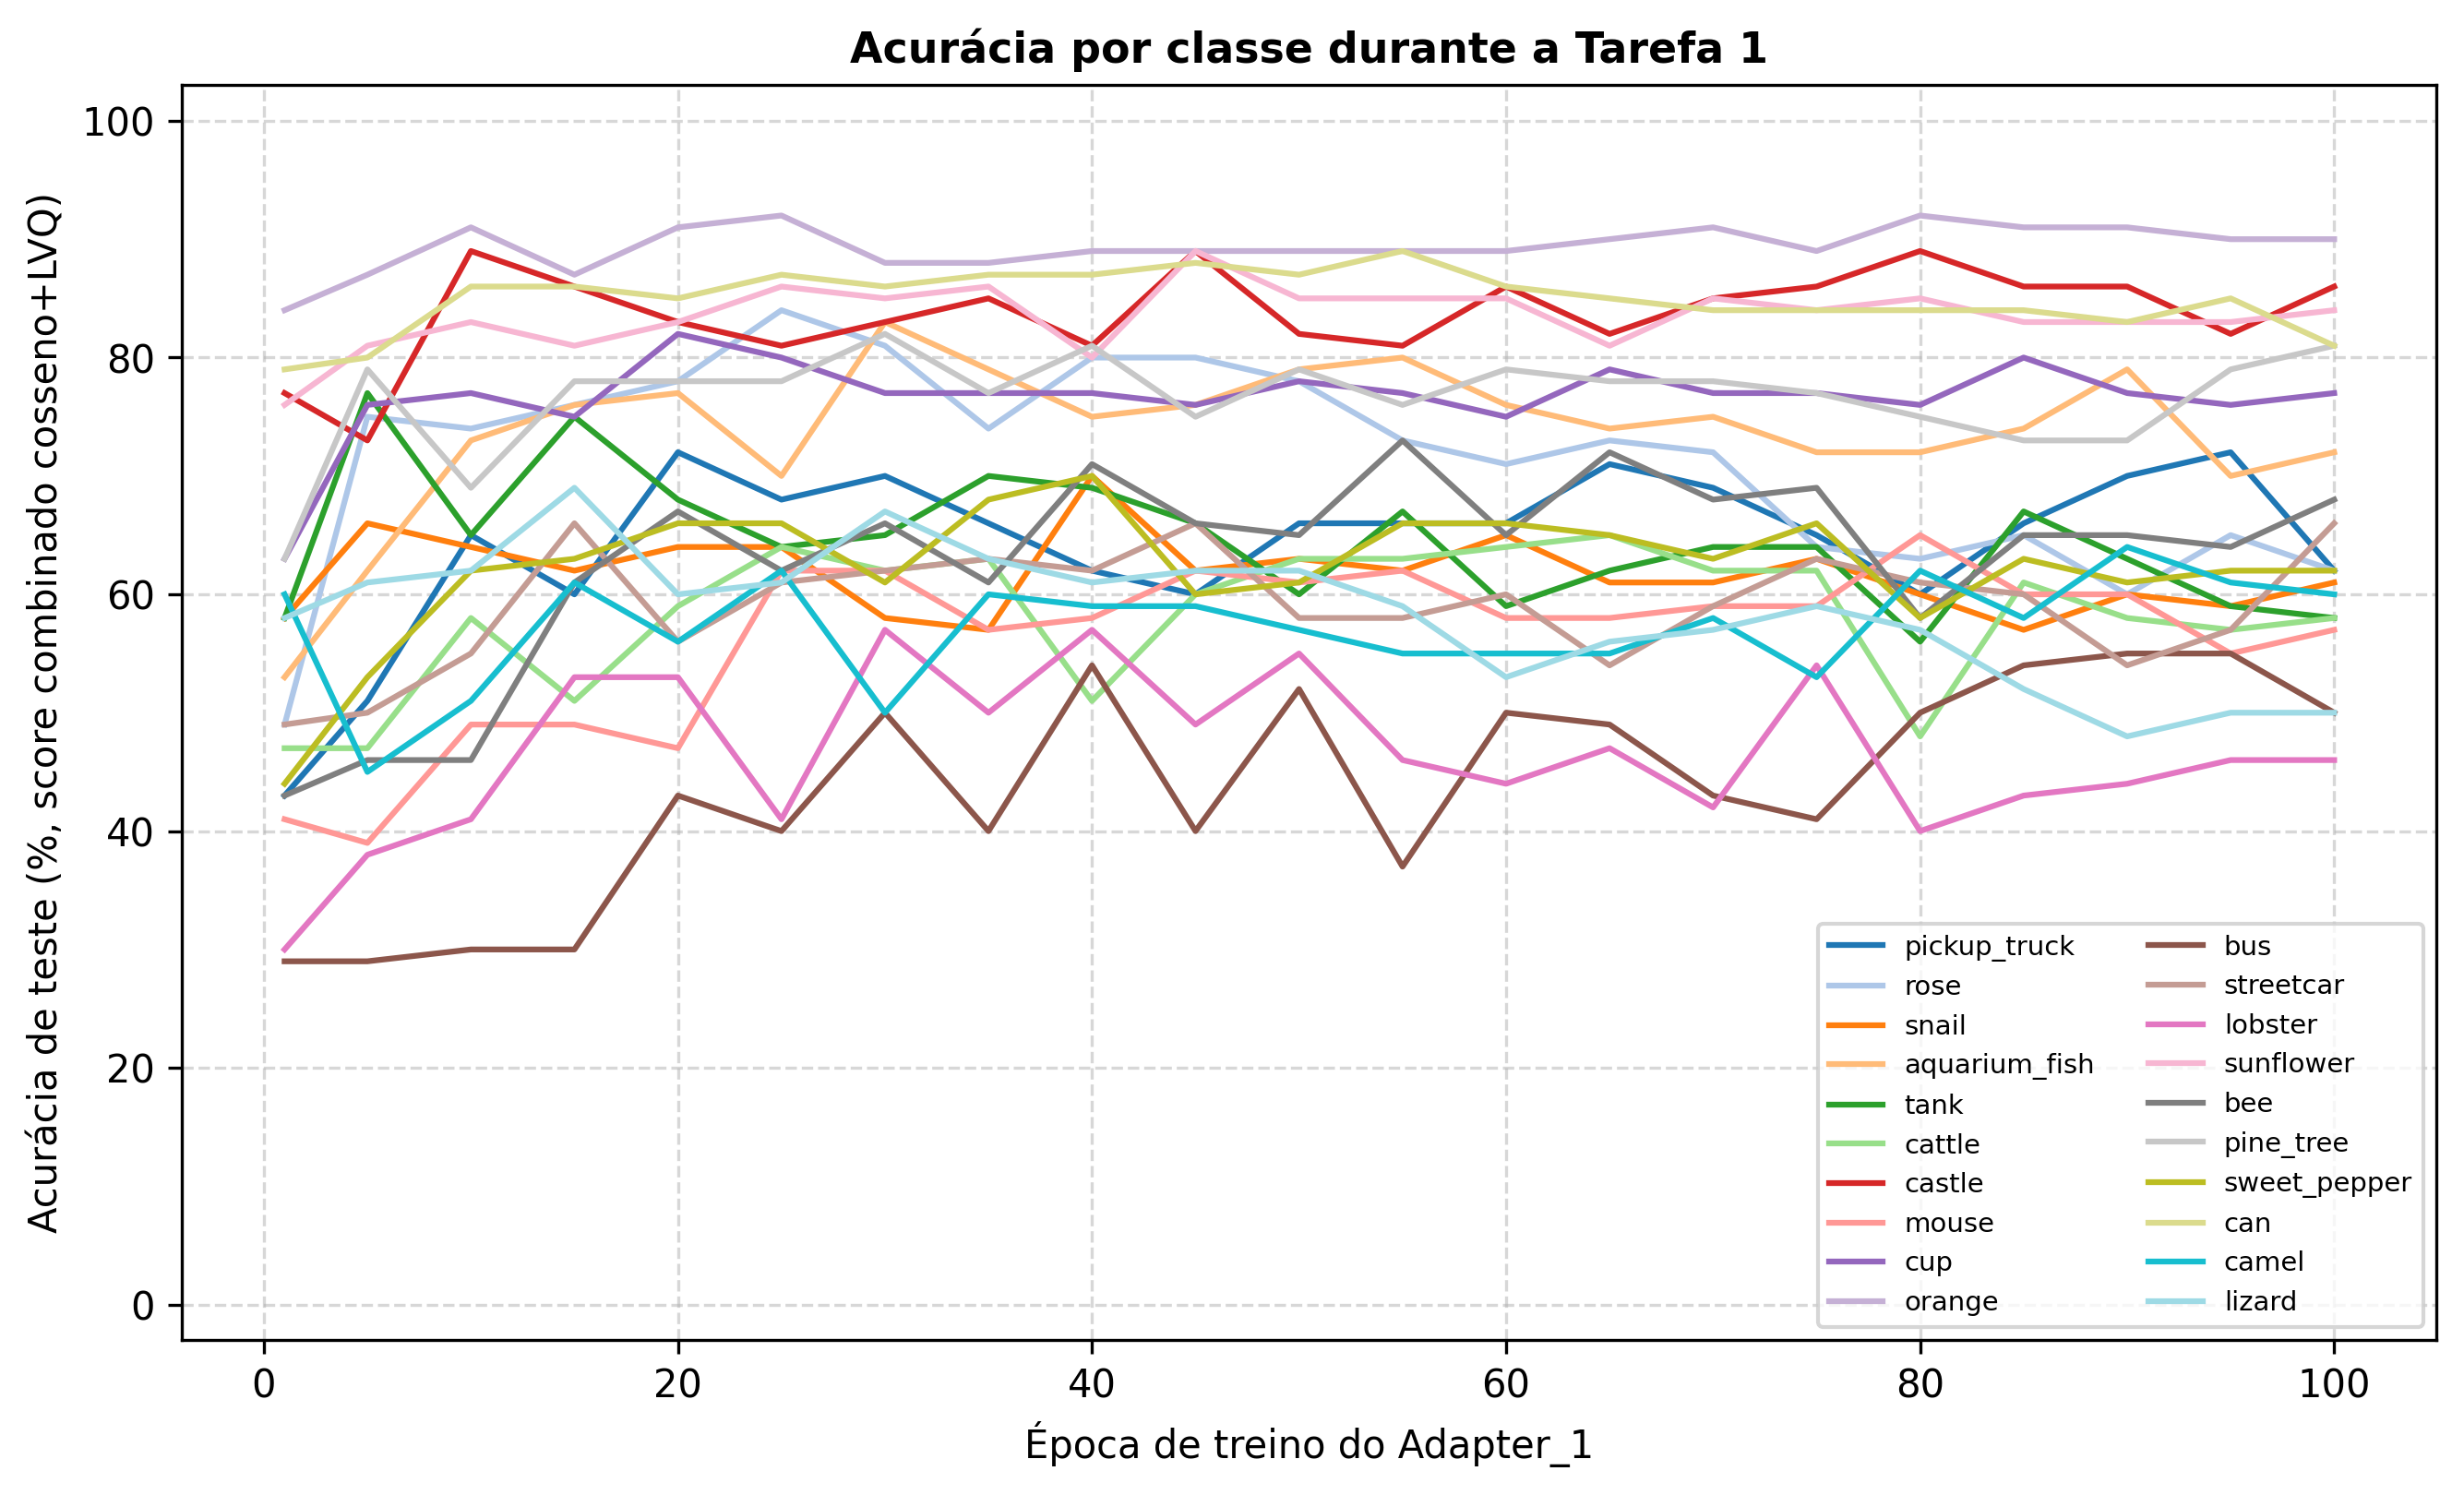 Acurácia por classe durante a Tarefa 1
Acurácia de teste (%, score combinado cosseno+LVQ)
100
80
60
40
20
0
pickup_truck
rose
snail
aquarium_fish
tank
cattle
castle
mouse
cup
orange
bus
streetcar
lobster
sunflower
bee
pine_tree
sweet_pepper
can
camel
lizard
0 20 40 60 80 100
Época de treino do Adapter_1